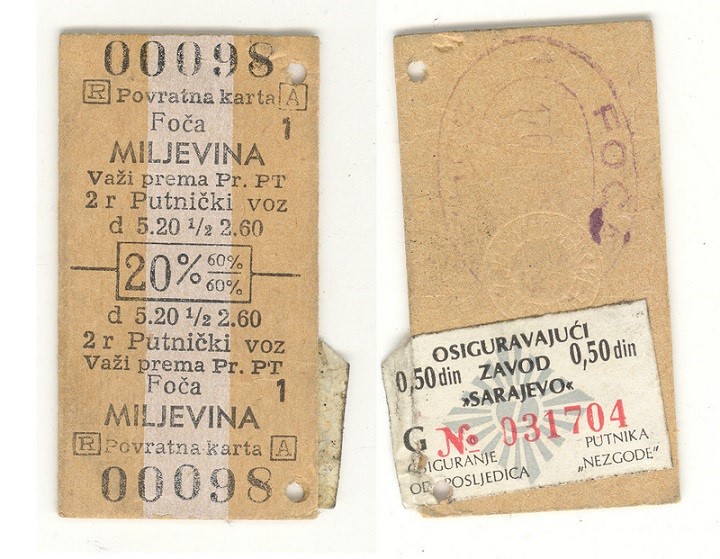 00098
R Povratna karta A
Foča 1
MILJEVINA
Važi prema Pr. PT
2 r Putnički voz
d 5.20 ½ 2.60
20% 60%
60%
d 5.20 ½ 2.60
2 r Putnički voz
Važi prema Pr. PT
Foča 1
MILJEVINA
R Povratna karta A
00098
FOČA
OSIGURAVAJUĆI
0,50 din ZAVOD 0,50 din
»SARAJEVO«
G № 031704
PUTNIKA
POSLJEDICA „NEZGODE"